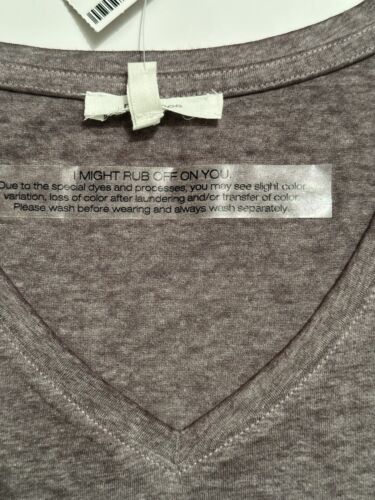 I MIGHT RUB OFF ON YOU.
Due to the special dyes and processes, you may see slight color
variation, loss of color after laundering and/or transfer of color.
Please wash before wearing and always wash separately.